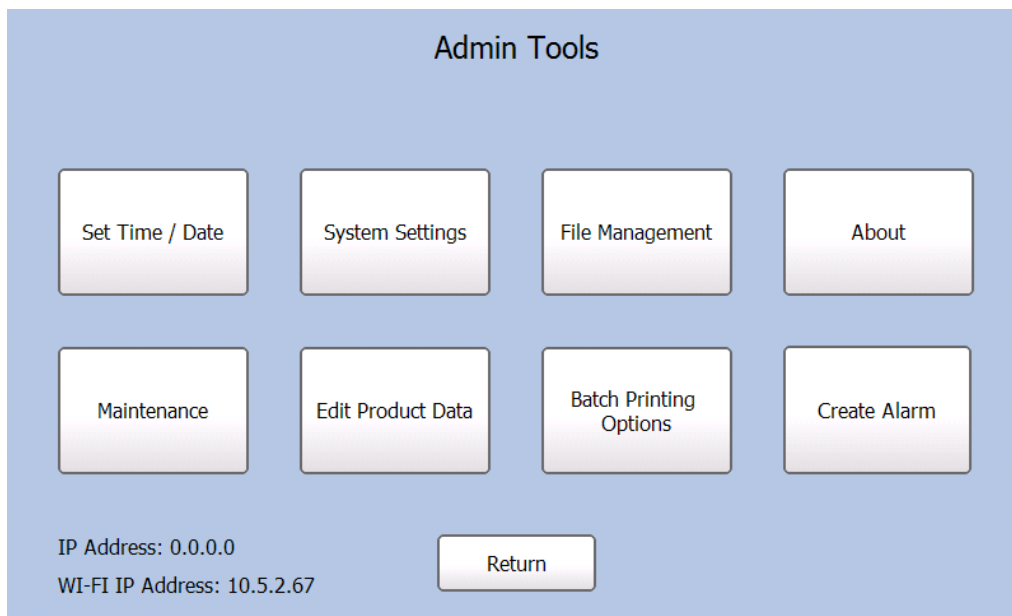 Admin Tools
Set Time / Date
System Settings
File Management
About
Maintenance
Edit Product Data
Batch Printing
Options
Create Alarm
IP Address: 0.0.0.0
WI-FI IP Address: 10.5.2.67
Return